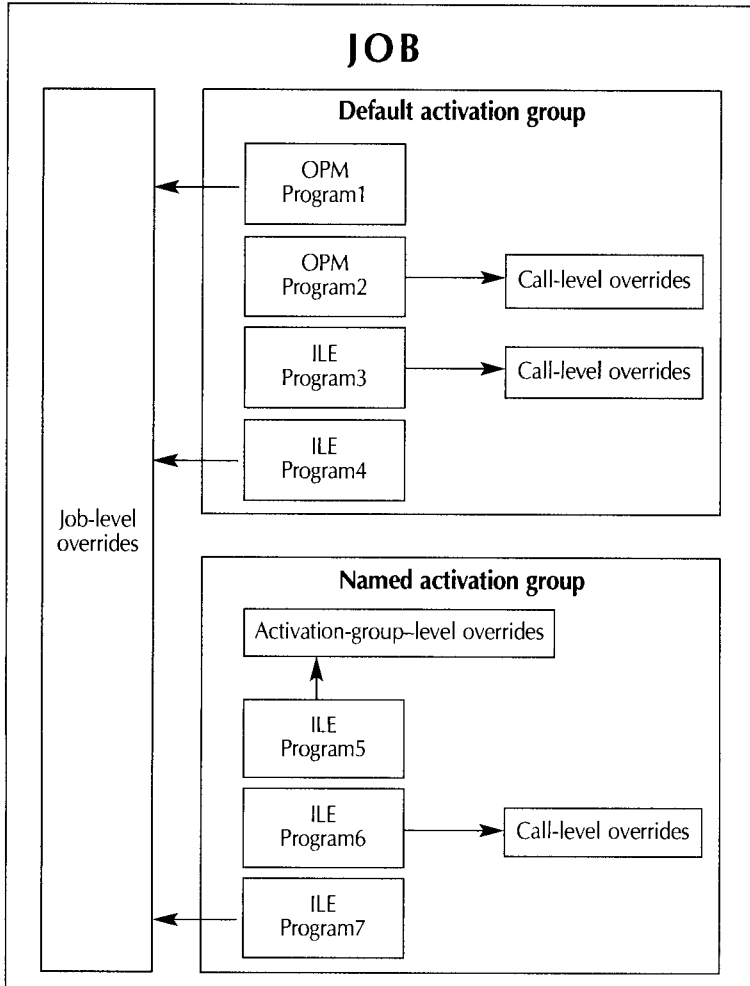 JOB
Default activation group
OPM
Program1
OPM
Program2
Call-level overrides
ILE
Program3
Call-level overrides
ILE
Program4
Job-level
overrides
Named activation group
Activation-group–level overrides
ILE
Program5
ILE
Program6
Call-level overrides
ILE
Program7